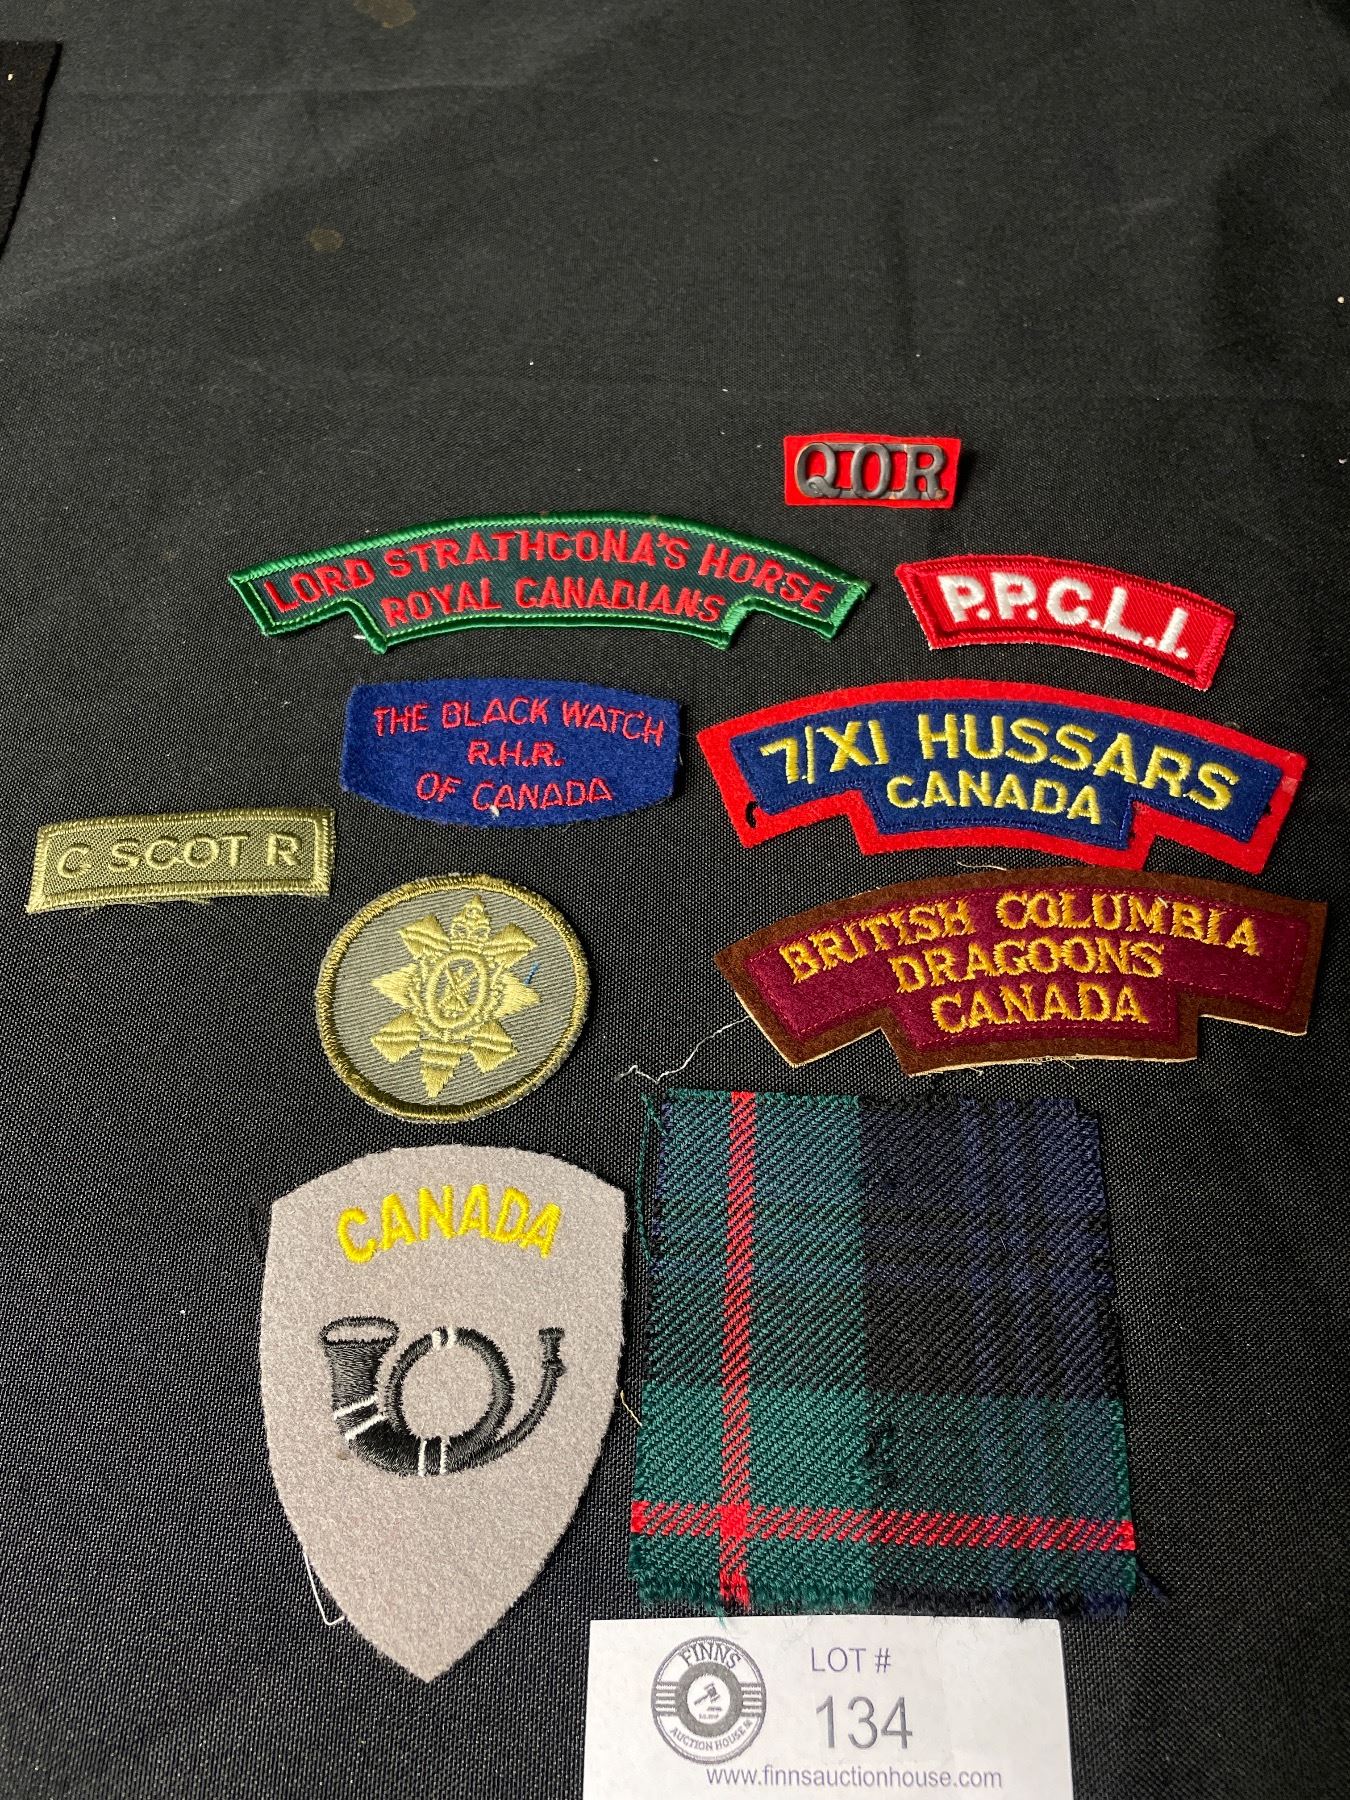 QOR
LORD STRATHCONA'S HORSE
ROYAL CANADIANS
P.P.C.L.I.
THE BLACK WATCH
R.H.R.
OF CANADA
7/XI HUSSARS
CANADA
C SCOT R
BRITISH COLUMBIA
DRAGOONS
CANADA
CANADA
FINNS
AUCTION HOUSE
LOT #
134
www.finnsauctionhouse.com